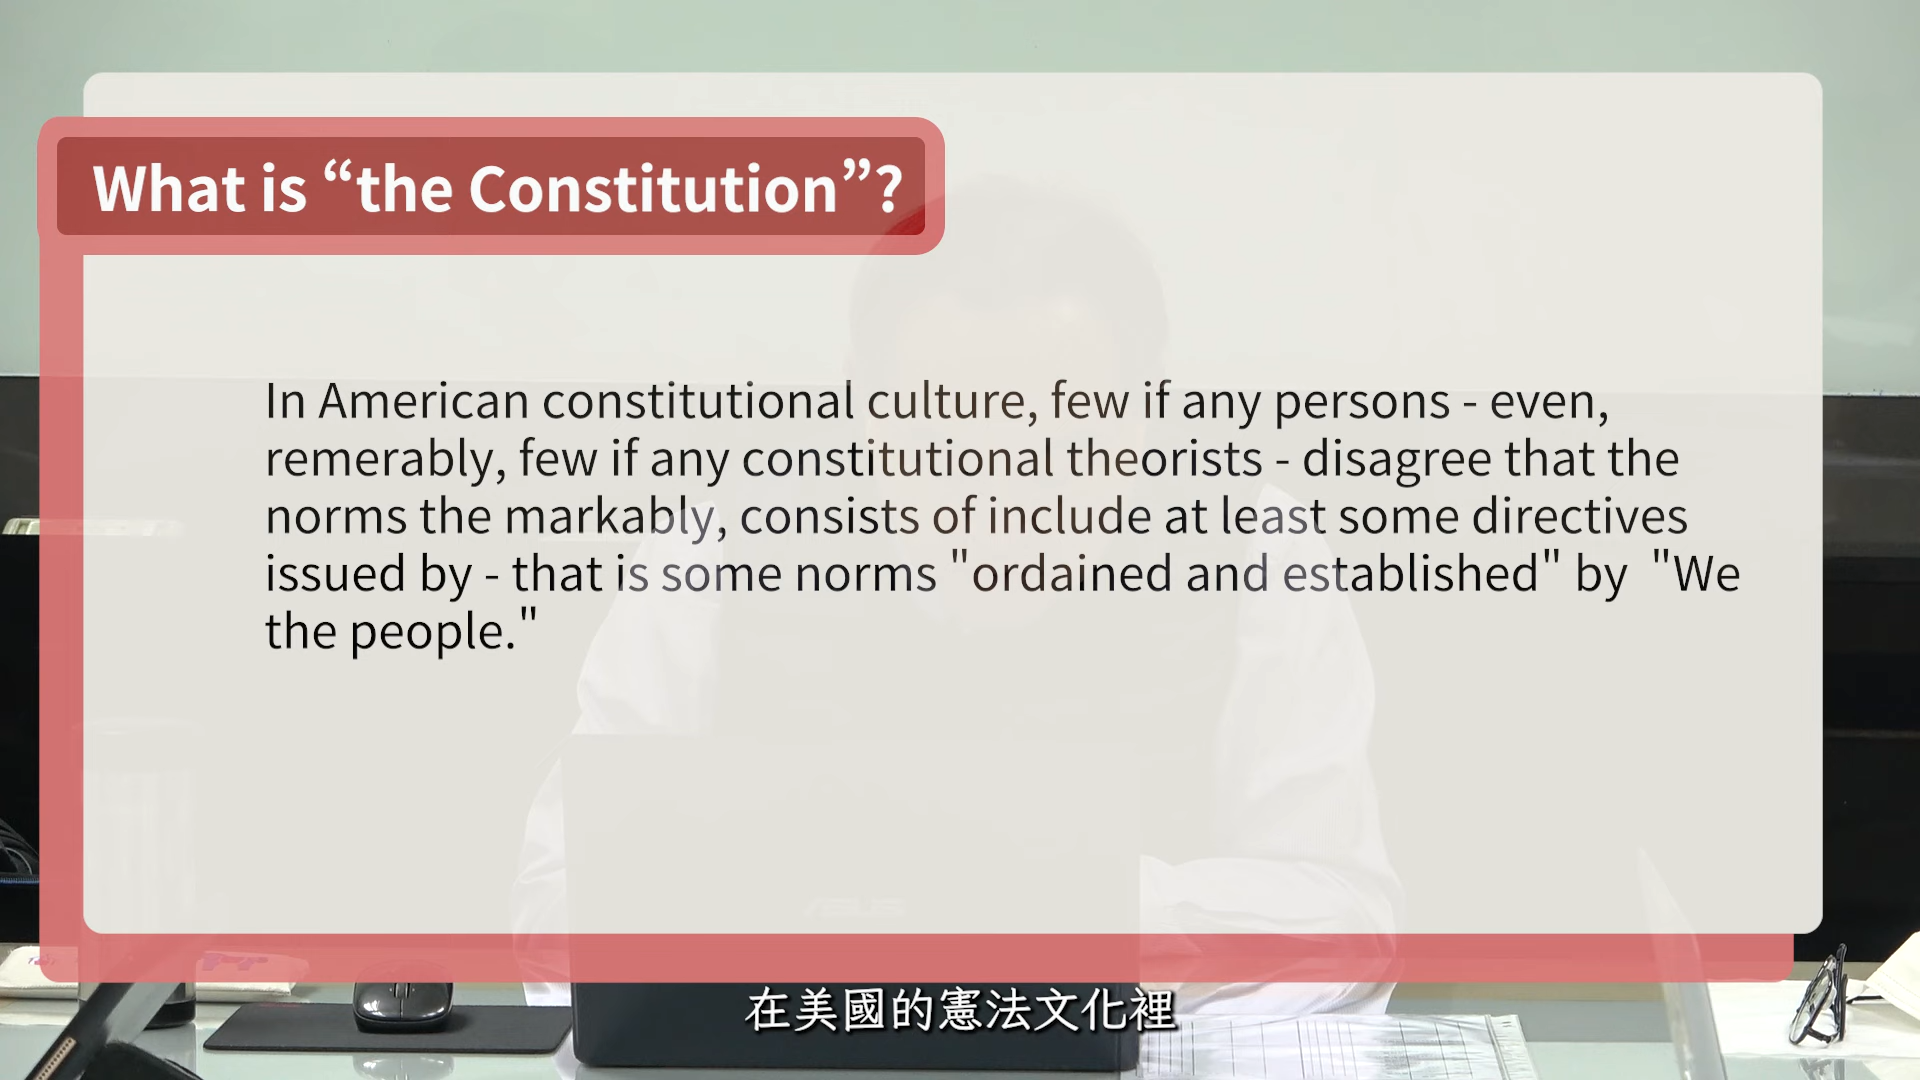 What is “the Constitution”?
In American constitutional culture, few if any persons - even,
remerably, few if any constitutional theorists - disagree that the
norms the markably, consists of include at least some directives
issued by - that is some norms "ordained and established" by "We
the people."
ASUS
在美國的憲法文化裡